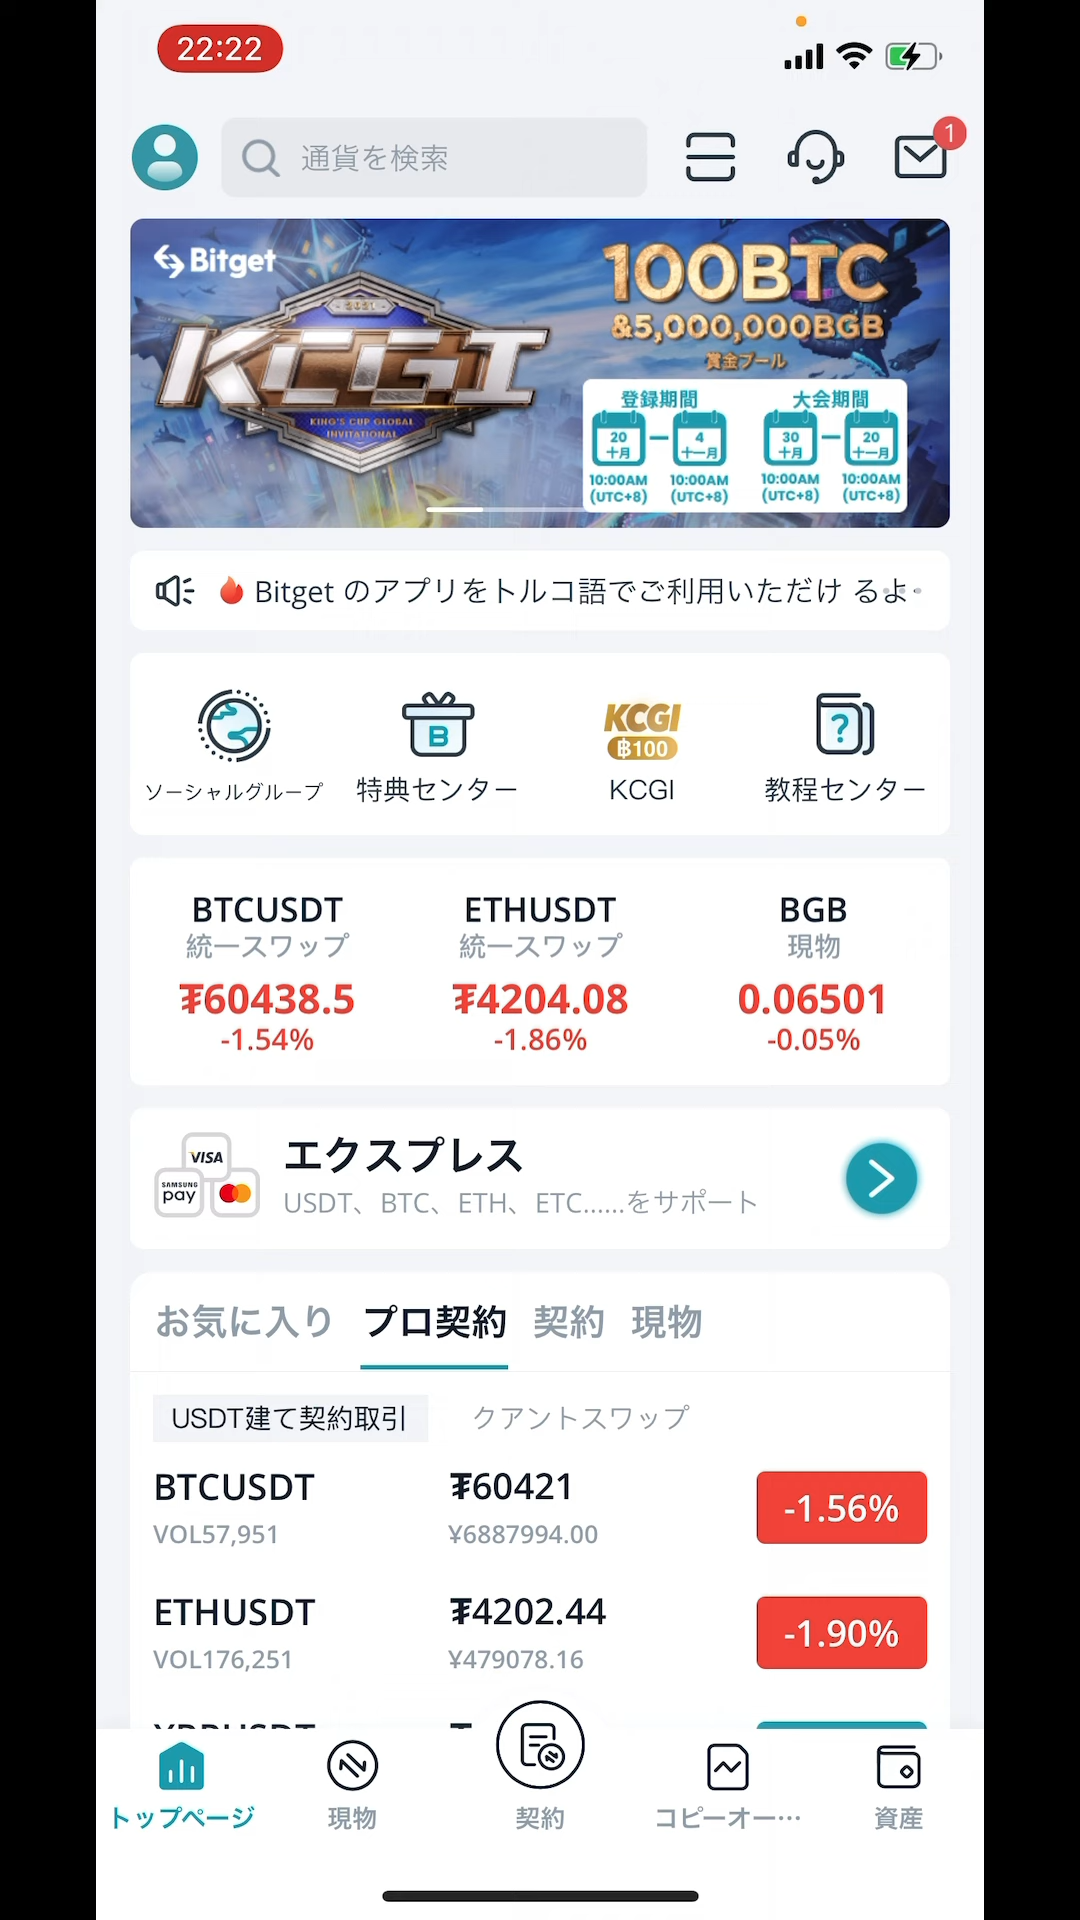 22:22
通貨を検索
1
Bitget
2021
KCGI
KING'S CUP GLOBAL
INVITATIONAL
100BTC
&5,000,000BGB
賞金プール
登録期間
大会期間
20 十月
4 十一月
30 十月
20 十一月
10:00AM (UTC+8)
10:00AM (UTC+8)
10:00AM (UTC+8)
10:00AM (UTC+8)
Bitget のアプリをトルコ語でご利用いただけ るよ
B
KCGI
฿100
?
ソーシャルグループ
特典センター
KCGI
教程センター
BTCUSDT
ETHUSDT
BGB
統一スワップ
統一スワップ
現物
₮60438.5
₮4204.08
0.06501
-1.54%
-1.86%
-0.05%
VISA
SAMSUNG
pay
エクスプレス
USDT、BTC、ETH、ETC......をサポート
お気に入り プロ契約 契約 現物
USDT建て契約取引 クアントスワップ
BTCUSDT ₮60421 -1.56%
VOL57,951 ¥6887994.00
ETHUSDT ₮4202.44 -1.90%
VOL176,251 ¥479078.16
トップページ
現物
契約
コピーオー…
資産